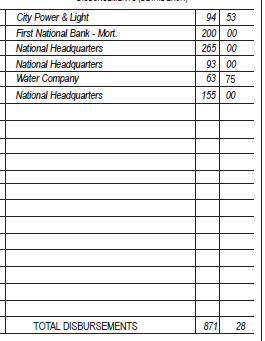 City Power & Light 94 53
First National Bank - Mort. 200 00
National Headquarters 265 00
National Headquarters 93 00
Water Company 63 75
National Headquarters 155 00
TOTAL DISBURSEMENTS 871 28